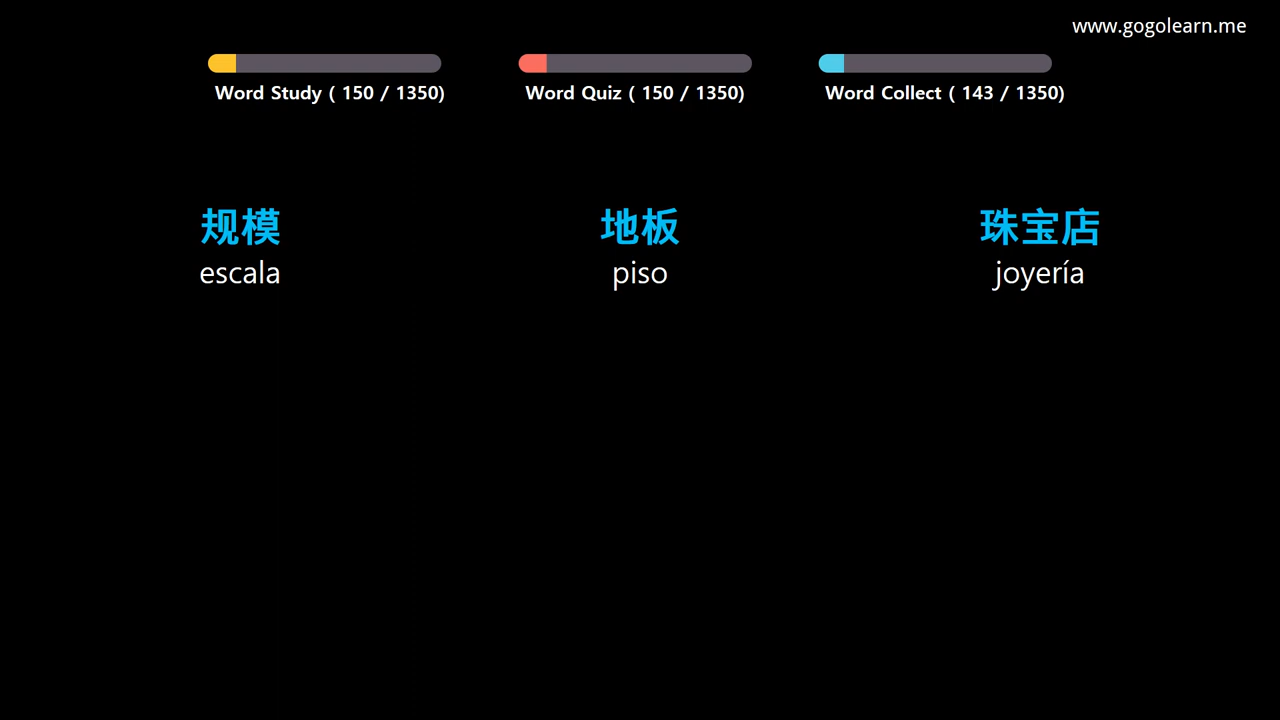 www.gogolearn.me
Word Study ( 150 / 1350)
Word Quiz ( 150 / 1350)
Word Collect ( 143 / 1350)
规模
escala
地板
piso
珠宝店
joyería